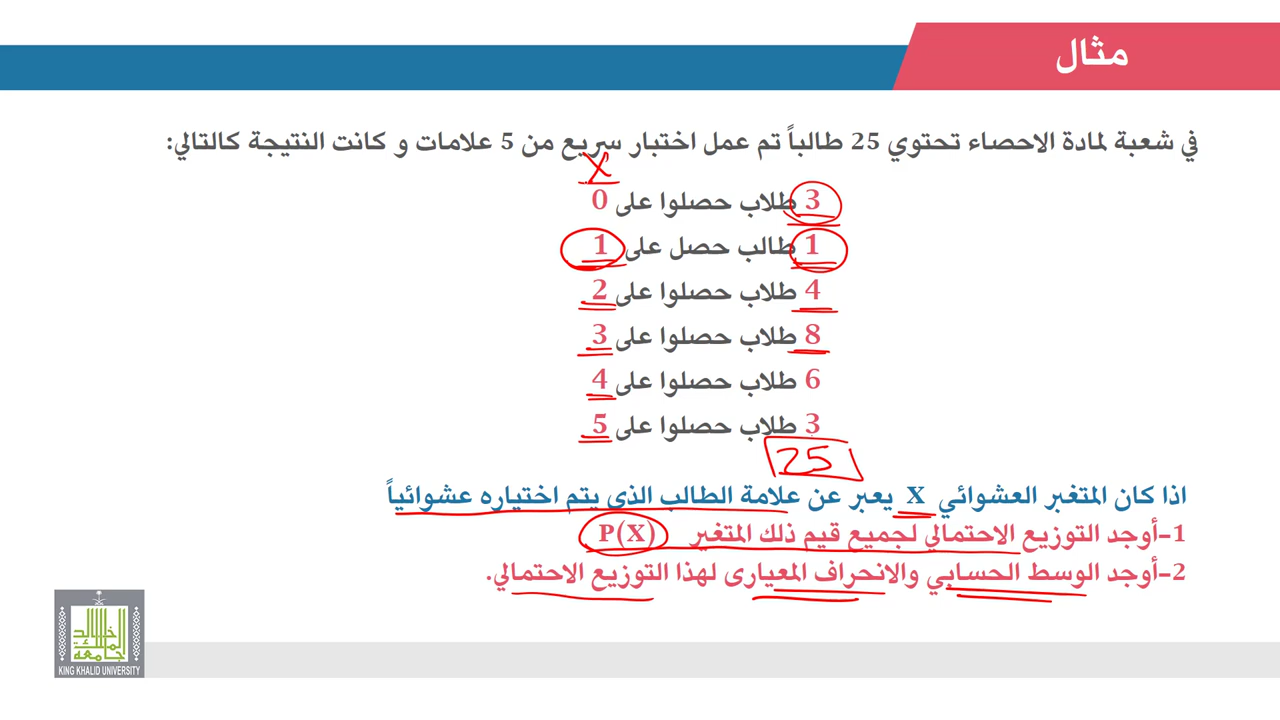 مثال
في شعبة لمادة الاحصاء تحتوي 25 طالباً تم عمل اختبار سريع من 5 علامات و كانت النتيجة كالتالي:
X
3 طلاب حصلوا على 0
1 طالب حصل على 1
4 طلاب حصلوا على 2
8 طلاب حصلوا على 3
6 طلاب حصلوا على 4
3 طلاب حصلوا على 5
25
اذا كان المتغير العشوائي X يعبر عن علامة الطالب الذي يتم اختياره عشوائياً
1-أوجد التوزيع الاحتمالي لجميع قيم ذلك المتغير P(X)
2-أوجد الوسط الحسابي والانحراف المعياري لهذا التوزيع الاحتمالي.
جامعة الملك خالد
KING KHALID UNIVERSITY